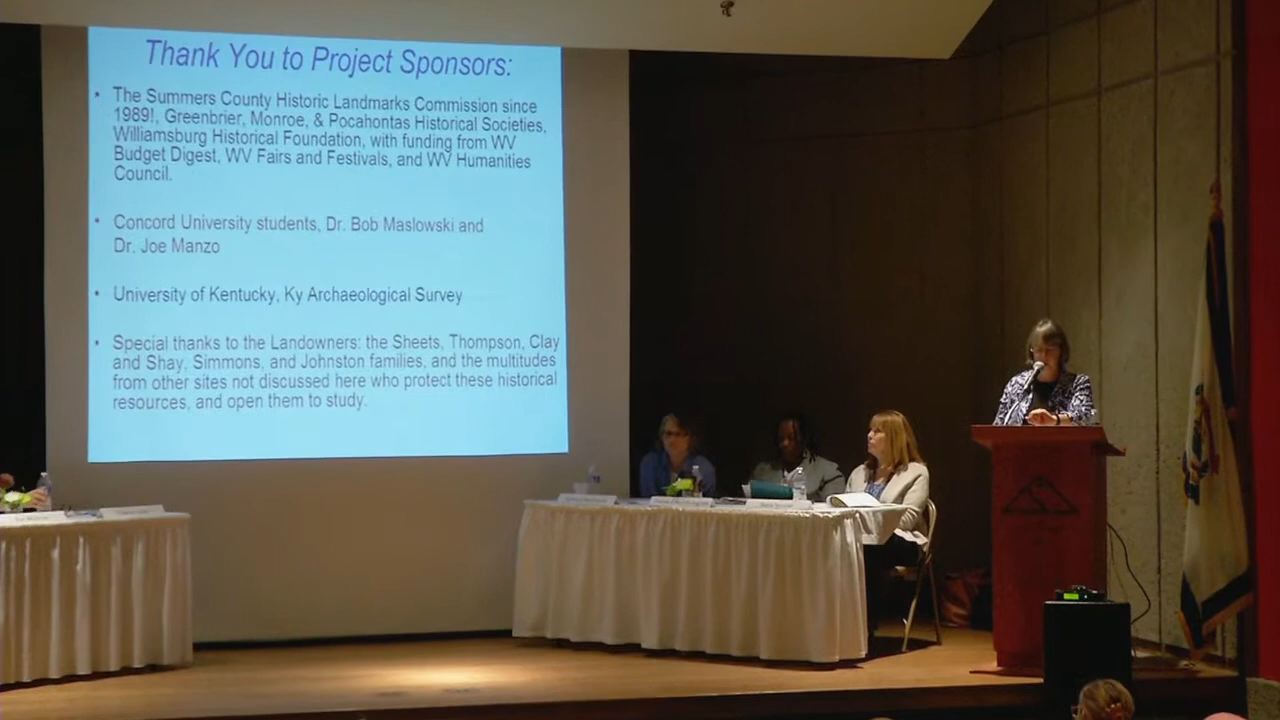 Thank You to Project Sponsors:
• The Summers County Historic Landmarks Commission since
1989!, Greenbrier, Monroe, & Pocahontas Historical Societies,
Williamsburg Historical Foundation, with funding from WV
Budget Digest, WV Fairs and Festivals, and WV Humanities
Council.
• Concord University students, Dr. Bob Maslowski and
Dr. Joe Manzo
• University of Kentucky, Ky Archaeological Survey
• Special thanks to the Landowners: the Sheets, Thompson, Clay
and Shay, Simmons, and Johnston families, and the multitudes
from other sites not discussed here who protect these historical
resources, and open them to study.